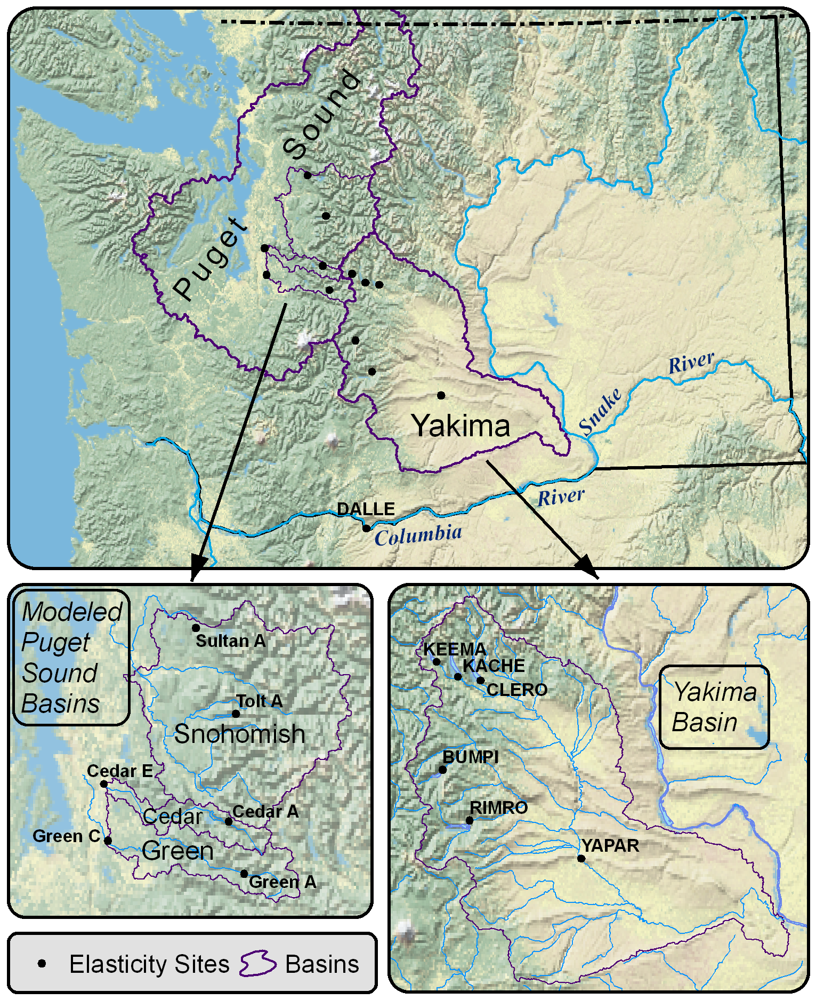 Sound
Puget
Yakima
River
Snake
River
DALLE
Columbia
Modeled
Puget
Sound
Basins
Sultan A
Tolt A
Snohomish
Cedar E
Cedar A
Cedar
Green C
Green
Green A
KEEMA
KACHE
CLERO
Yakima
Basin
BUMPI
RIMRO
YAPAR
Elasticity Sites Basins